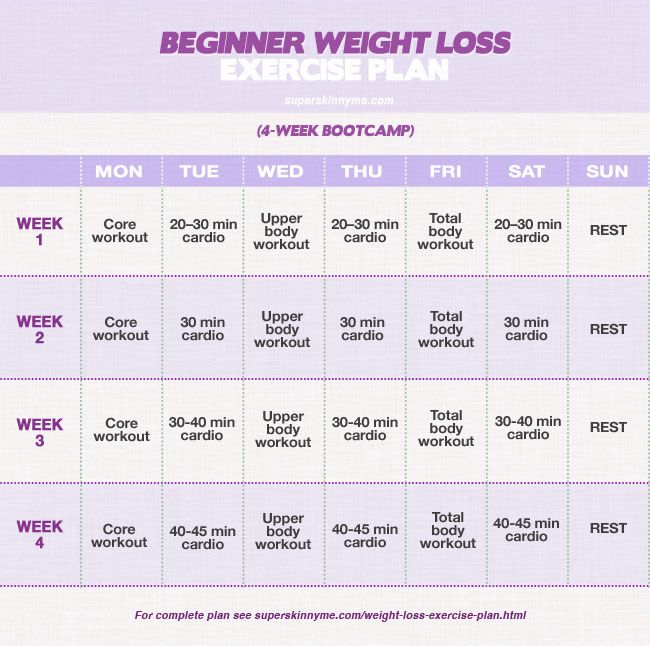 BEGINNER WEIGHT LOSS
EXERCISE PLAN
superskinnyme.com
(4-WEEK BOOTCAMP)
MON TUE WED THU FRI SAT SUN
WEEK 1 Core workout 20–30 min cardio Upper body workout 20–30 min cardio Total body workout 20–30 min cardio REST
WEEK 2 Core workout 30 min cardio Upper body workout 30 min cardio Total body workout 30 min cardio REST
WEEK 3 Core workout 30-40 min cardio Upper body workout 30-40 min cardio Total body workout 30-40 min cardio REST
WEEK 4 Core workout 40-45 min cardio Upper body workout 40-45 min cardio Total body workout 40-45 min cardio REST
For complete plan see superskinnyme.com/weight-loss-exercise-plan.html